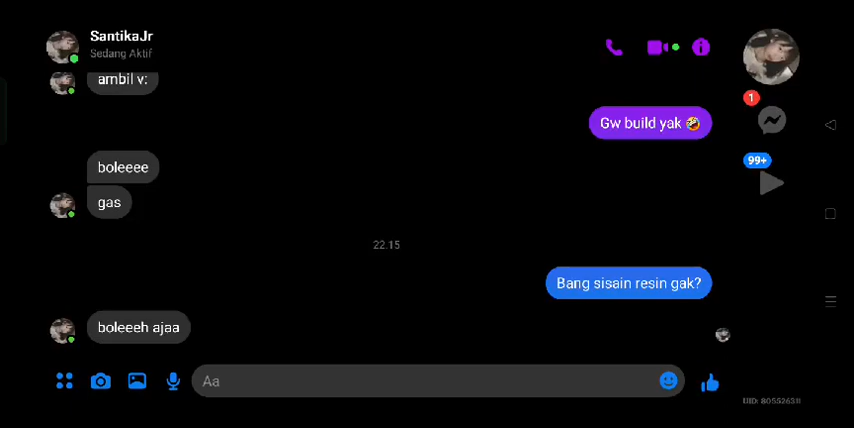 SantikaJr
Sedang Aktif
ambil v:
1
Gw build yak 🤣
99+
boleeee
gas
22.15
Bang sisain resin gak?
boleeeh ajaa
Aa
UID: 805526311